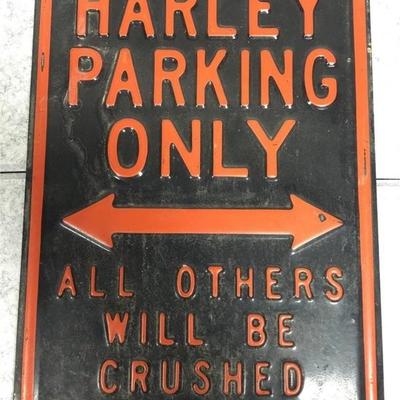 HARLEY
PARKING
ONLY
ALL OTHERS
WILL BE
CRUSHED